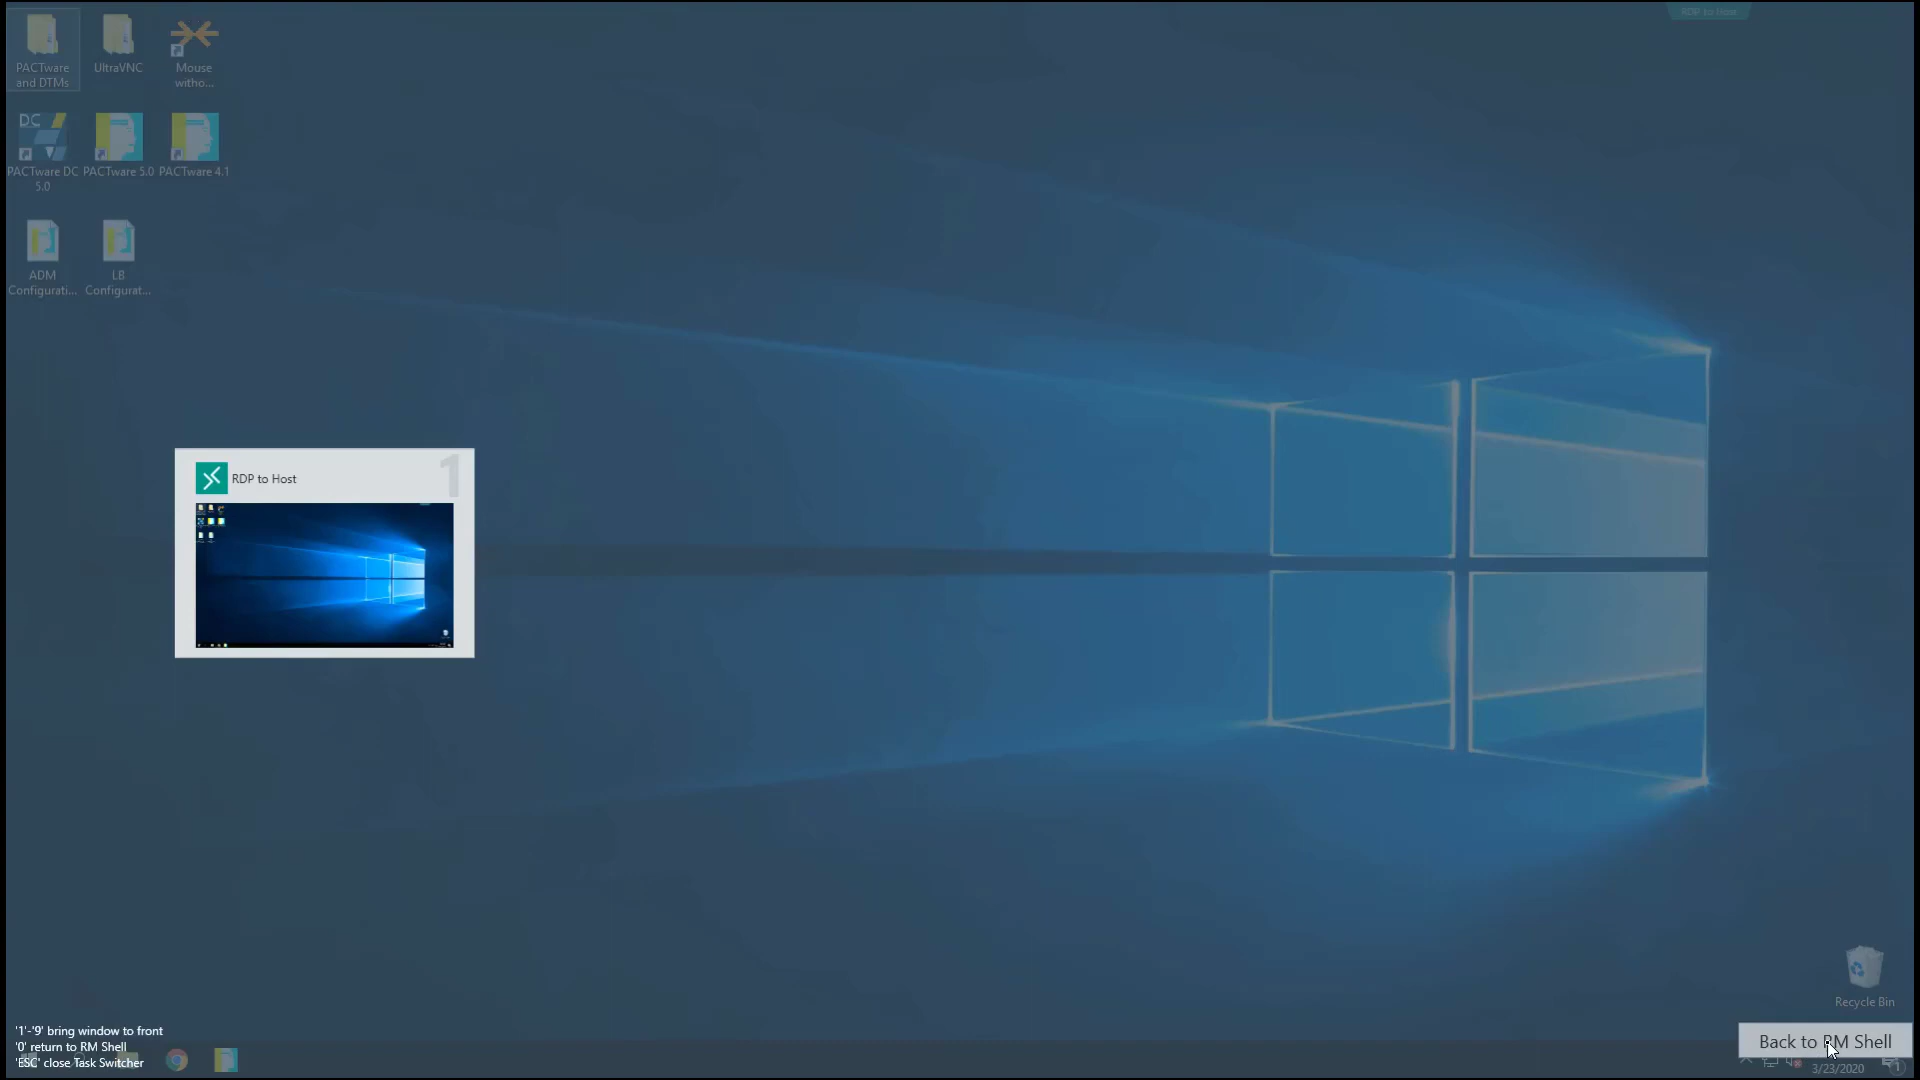 RDP to Host
PACTware
and DTMs
UltraVNC
Mouse
witho...
DC
PACTware DC
5.0
PACTware 5.0
PACTware 4.1
ADM
Configurati...
LB
Configurat...
RDP to Host
1
Recycle Bin
'1'-'9' bring window to front
'0' return to RM Shell
'ESC' close Task Switcher
Back to RM Shell
3/23/2020
1